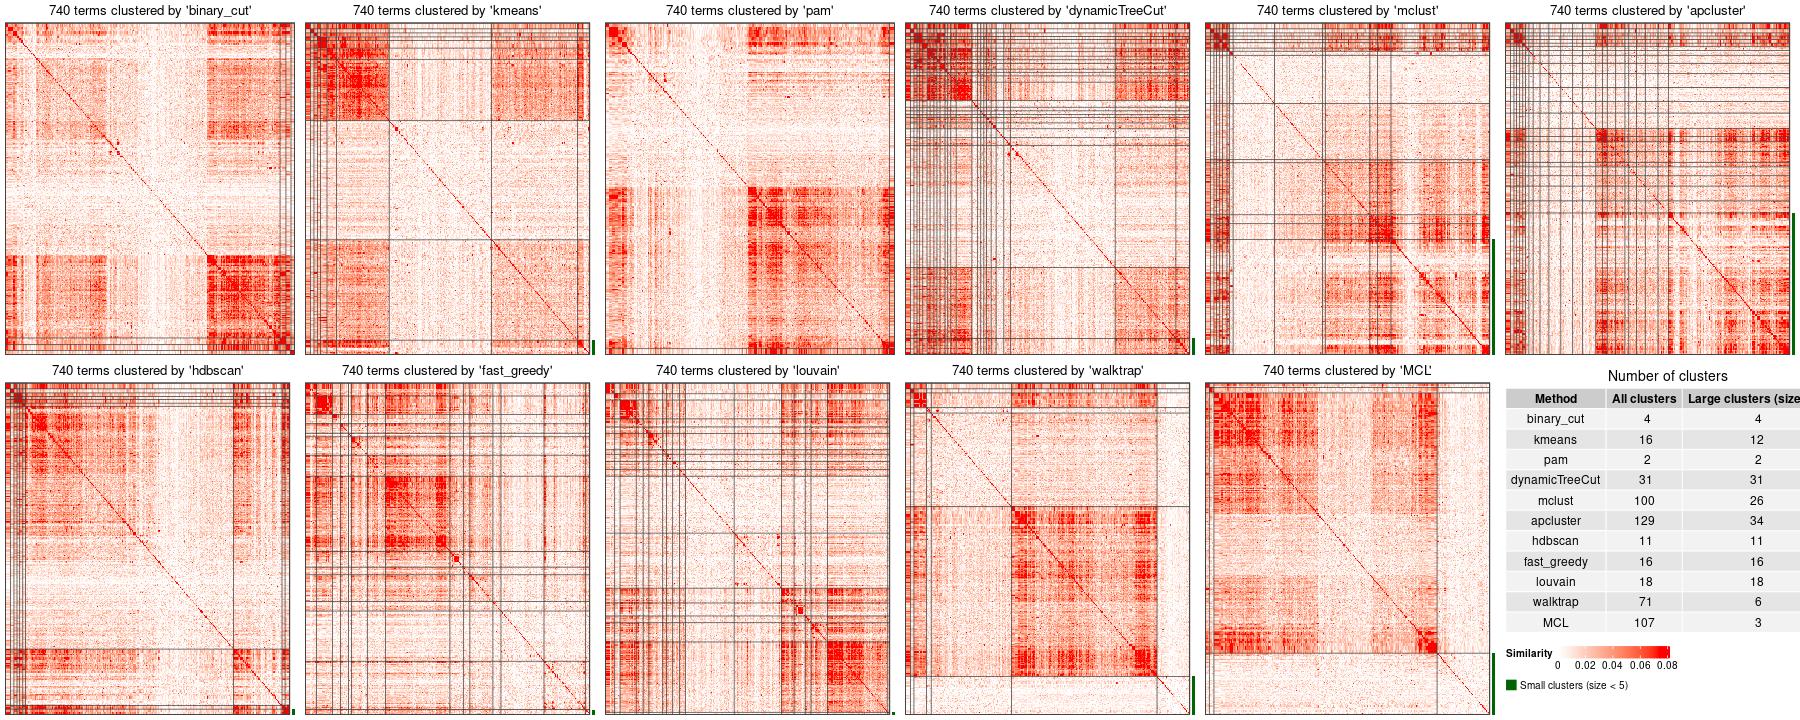 740 terms clustered by 'binary_cut'
740 terms clustered by 'kmeans'
740 terms clustered by 'pam'
740 terms clustered by 'dynamicTreeCut'
740 terms clustered by 'mclust'
740 terms clustered by 'apcluster'
740 terms clustered by 'hdbscan'
740 terms clustered by 'fast_greedy'
740 terms clustered by 'louvain'
740 terms clustered by 'walktrap'
740 terms clustered by 'MCL'
Number of clusters
Method All clusters Large clusters (size
binary_cut 4 4
kmeans 16 12
pam 2 2
dynamicTreeCut 31 31
mclust 100 26
apcluster 129 34
hdbscan 11 11
fast_greedy 16 16
louvain 18 18
walktrap 71 6
MCL 107 3
Similarity
0 0.02 0.04 0.06 0.08
Small clusters (size < 5)